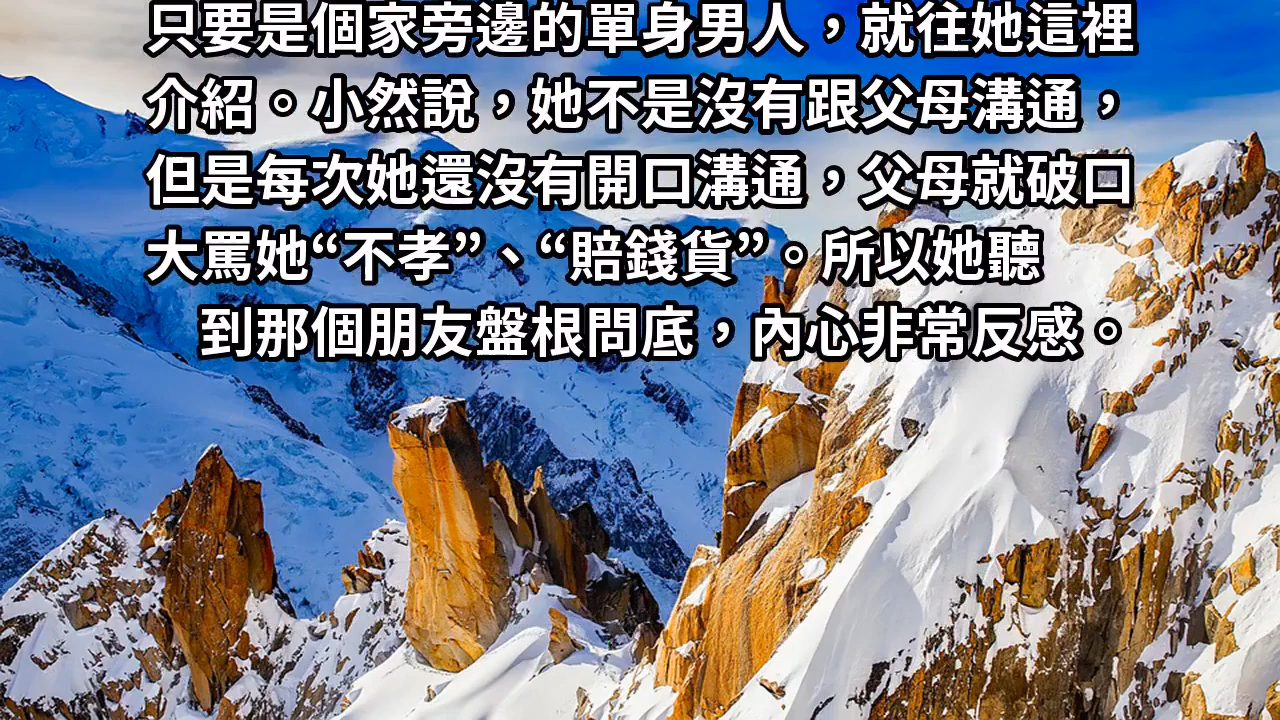 只要是個家旁邊的單身男人，就往她這裡
介紹。小然說，她不是沒有跟父母溝通，
但是每次她還沒有開口溝通，父母就破口
大罵她“不孝”、“賠錢貨”。所以她聽
到那個朋友盤根問底，內心非常反感。